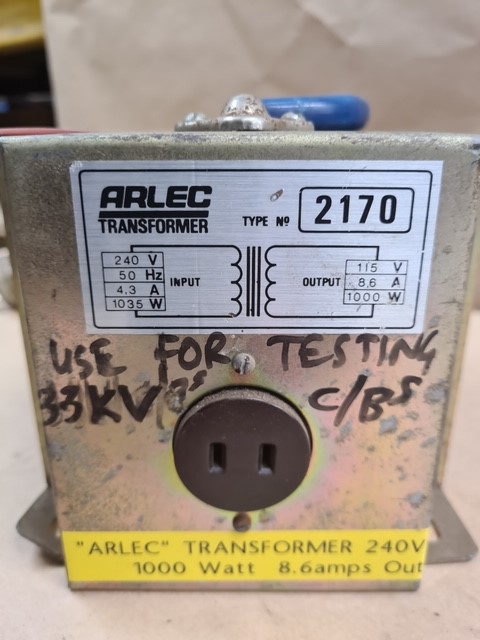 ARLEC
TRANSFORMER
TYPE Nº 2170
240 V
50 Hz
4.3 A
1035 W
INPUT
OUTPUT
115 V
8,6 A
1000 W
USE FOR TESTING
33KV C/BS
"ARLEC" TRANSFORMER 240V
1000 Watt 8.6amps Out